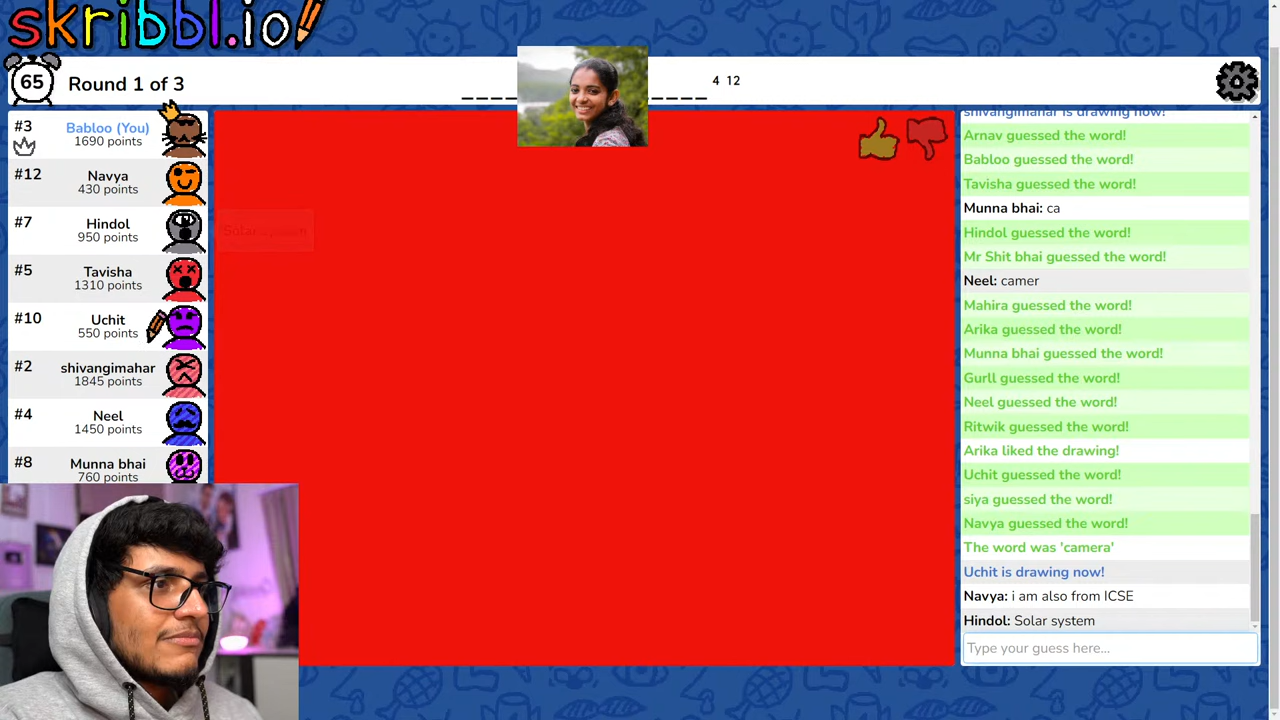 skribbl.io
65
Round 1 of 3
4 12
#3
Babloo (You)
1690 points
#12
Navya
430 points
#7
Hindol
950 points
#5
Tavisha
1310 points
#10
Uchit
550 points
#2
shivangimahar
1845 points
#4
Neel
1450 points
#8
Munna bhai
760 points
Solar system
shivangimahar is drawing now!
Arnav guessed the word!
Babloo guessed the word!
Tavisha guessed the word!
Munna bhai: ca
Hindol guessed the word!
Mr Shit bhai guessed the word!
Neel: camer
Mahira guessed the word!
Arika guessed the word!
Munna bhai guessed the word!
Gurll guessed the word!
Neel guessed the word!
Ritwik guessed the word!
Arika liked the drawing!
Uchit guessed the word!
siya guessed the word!
Navya guessed the word!
The word was 'camera'
Uchit is drawing now!
Navya: i am also from ICSE
Hindol: Solar system
Type your guess here...